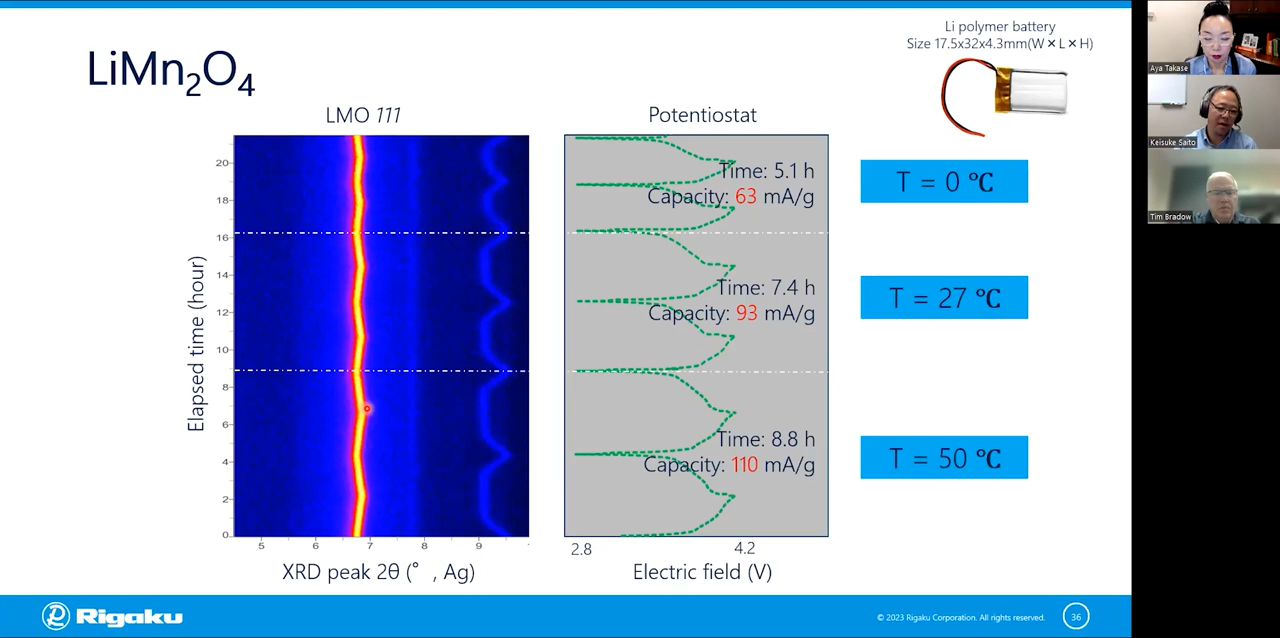 Li polymer battery
Size 17.5x32x4.3mm(W×L×H)
LiMn2O4
LMO 111
Potentiostat
Time: 5.1 h
Capacity: 63 mA/g
T = 0 ℃
Time: 7.4 h
Capacity: 93 mA/g
T = 27 ℃
Time: 8.8 h
Capacity: 110 mA/g
T = 50 ℃
Elapsed time (hour)
20
18
16
14
12
10
8
6
4
2
0
5 6 7 8 9
2.8 4.2
XRD peak 2θ (°, Ag)
Electric field (V)
Rigaku
© 2023 Rigaku Corporation. All rights reserved.
36
Aya Takase
Keisuke Saito
Tim Bradow